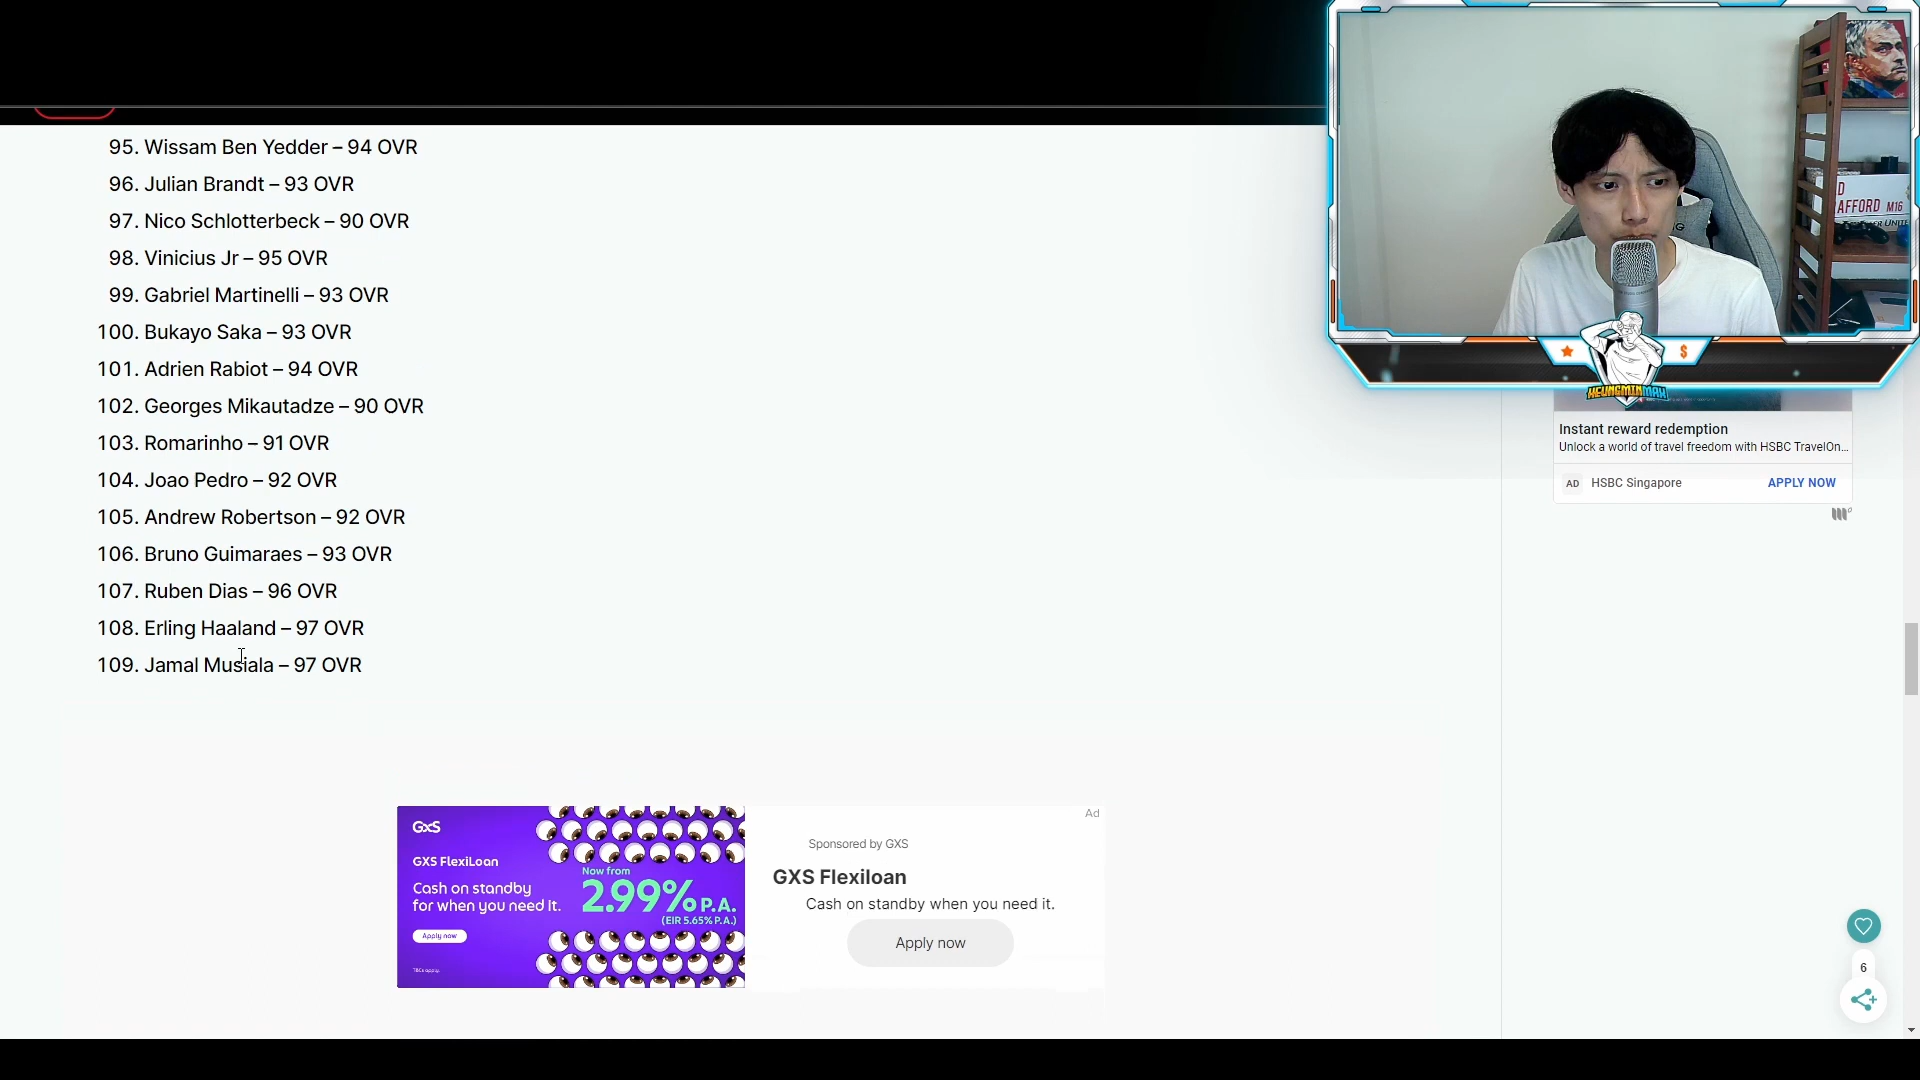 95. Wissam Ben Yedder – 94 OVR
96. Julian Brandt – 93 OVR
97. Nico Schlotterbeck – 90 OVR
98. Vinicius Jr – 95 OVR
99. Gabriel Martinelli – 93 OVR
100. Bukayo Saka – 93 OVR
101. Adrien Rabiot – 94 OVR
102. Georges Mikautadze – 90 OVR
103. Romarinho – 91 OVR
104. Joao Pedro – 92 OVR
105. Andrew Robertson – 92 OVR
106. Bruno Guimaraes – 93 OVR
107. Ruben Dias – 96 OVR
108. Erling Haaland – 97 OVR
109. Jamal Musiala – 97 OVR
RAFFORD M16
HEUNGMINMAX
$
Instant reward redemption
Unlock a world of travel freedom with HSBC TravelOn...
AD HSBC Singapore APPLY NOW
GXS
GXS FlexiLoan
Cash on standby
for when you need it.
Now from
2.99% P.A.
(EIR 5.65% P.A.)
Apply now
T&Cs apply.
Ad
Sponsored by GXS
GXS Flexiloan
Cash on standby when you need it.
Apply now
6